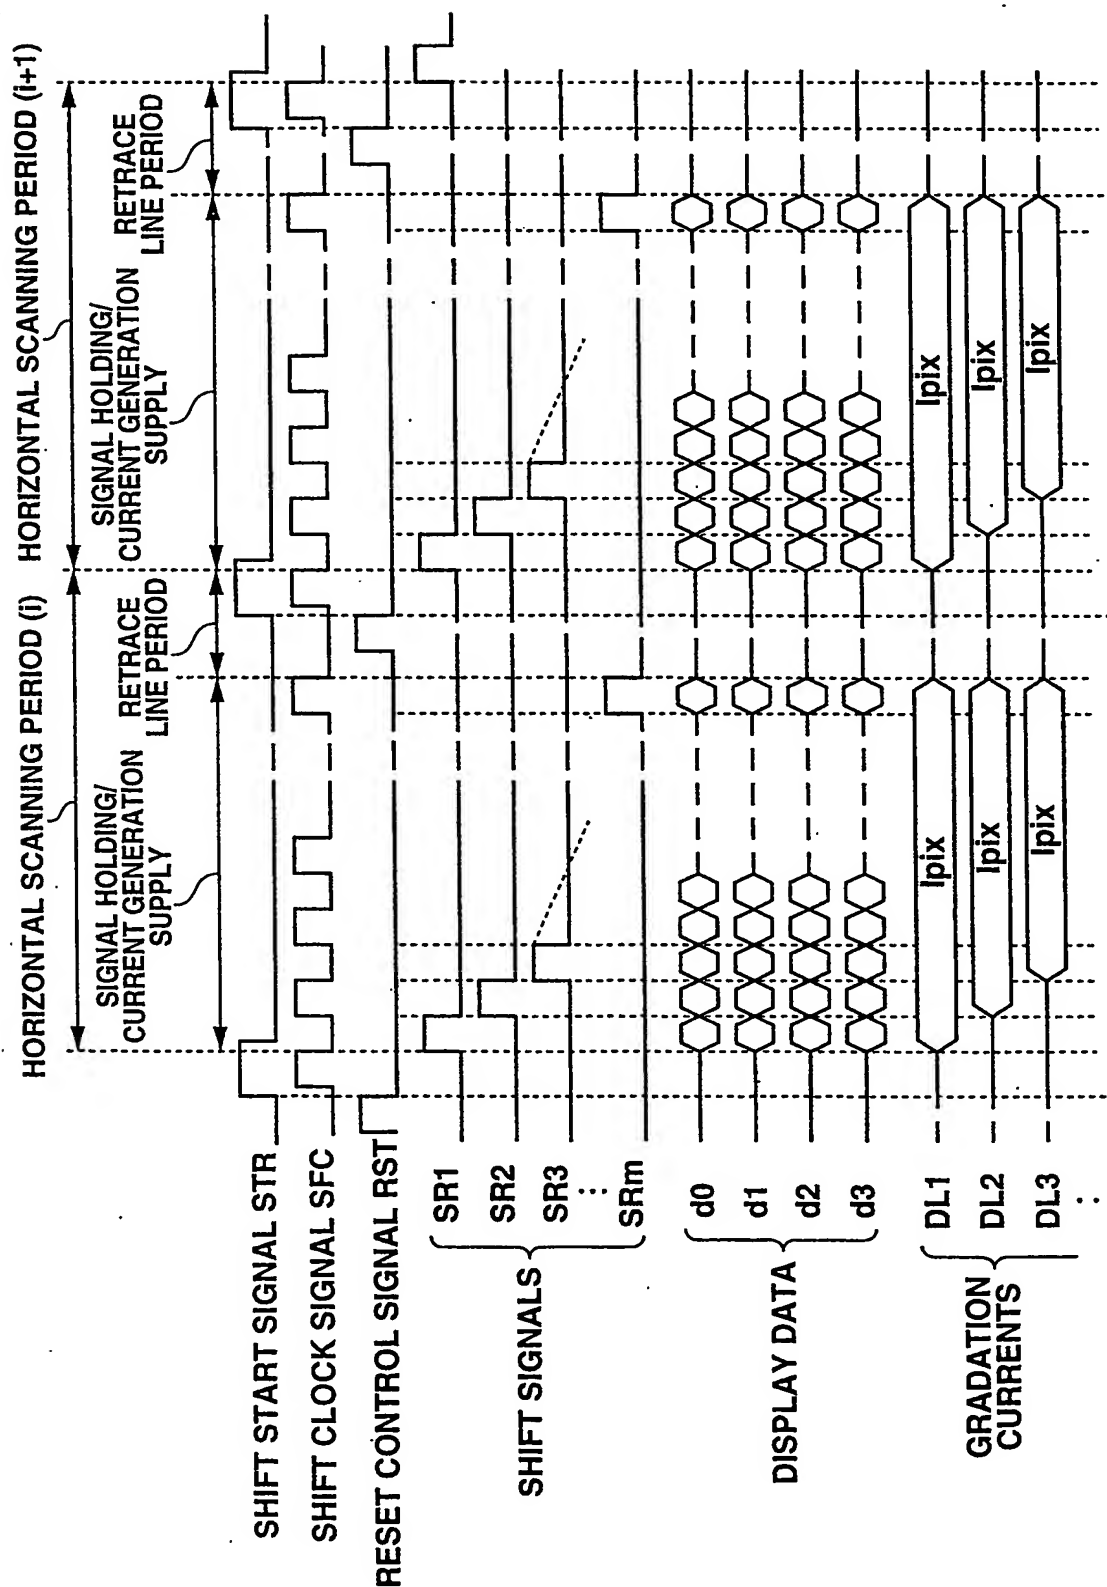 HORIZONTAL SCANNING PERIOD (i)
HORIZONTAL SCANNING PERIOD (i+1)
SIGNAL HOLDING/
CURRENT GENERATION
SUPPLY
RETRACE
LINE PERIOD
SIGNAL HOLDING/
CURRENT GENERATION
SUPPLY
RETRACE
LINE PERIOD
SHIFT START SIGNAL STR
SHIFT CLOCK SIGNAL SFC
RESET CONTROL SIGNAL RST
SHIFT SIGNALS
SR1
SR2
SR3
⋮
SRm
DISPLAY DATA
d0
d1
d2
d3
GRADATION
CURRENTS
DL1
Ipix
Ipix
DL2
Ipix
Ipix
DL3
Ipix
Ipix
⋮